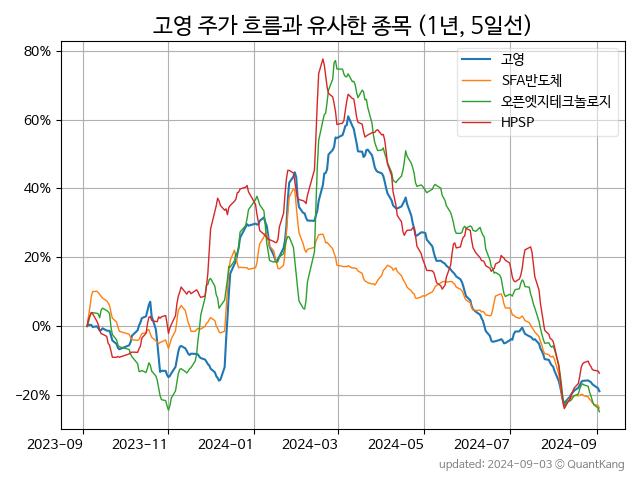 고영 주가 흐름과 유사한 종목 (1년, 5일선)
80%
60%
40%
20%
0%
−20%
고영
SFA반도체
오픈엣지테크놀로지
HPSP
2023-09 2023-11 2024-01 2024-03 2024-05 2024-07 2024-09
updated: 2024-09-03 © QuantKang